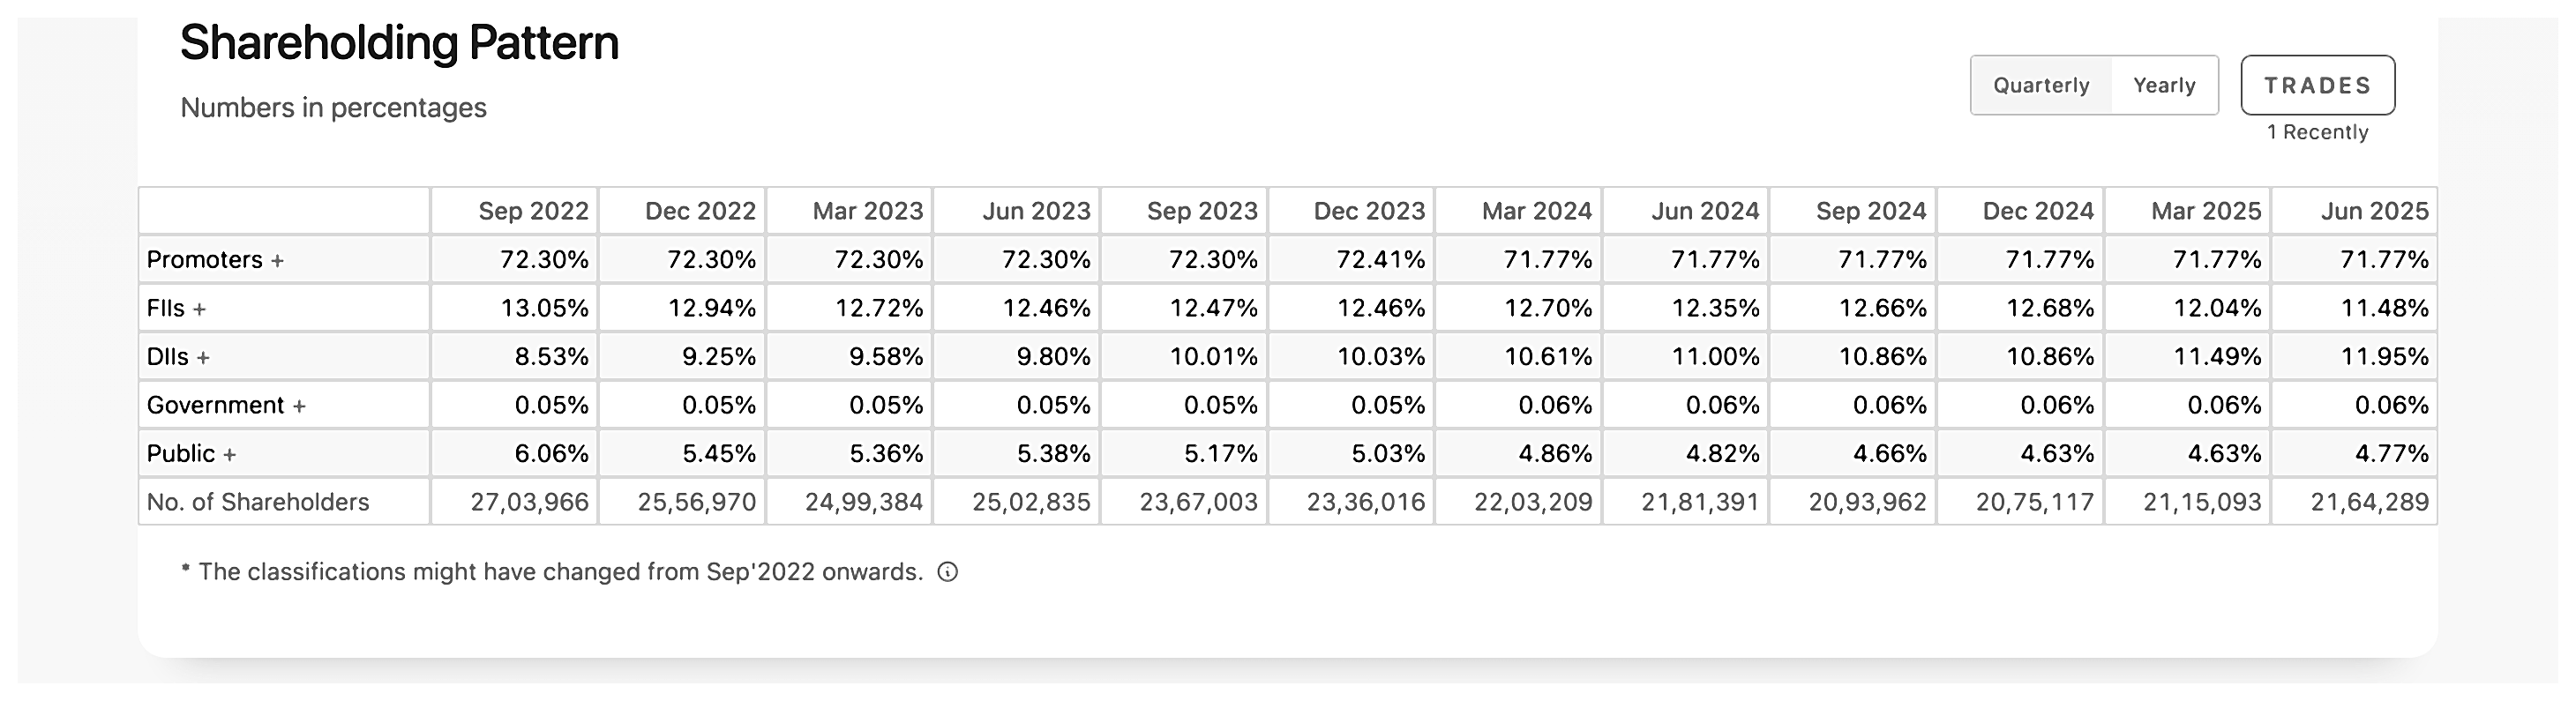 Shareholding Pattern
Numbers in percentages
Quarterly Yearly TRADES
1 Recently
Sep 2022 Dec 2022 Mar 2023 Jun 2023 Sep 2023 Dec 2023 Mar 2024 Jun 2024 Sep 2024 Dec 2024 Mar 2025 Jun 2025
Promoters + 72.30% 72.30% 72.30% 72.30% 72.30% 72.41% 71.77% 71.77% 71.77% 71.77% 71.77% 71.77%
FIIs + 13.05% 12.94% 12.72% 12.46% 12.47% 12.46% 12.70% 12.35% 12.66% 12.68% 12.04% 11.48%
DIIs + 8.53% 9.25% 9.58% 9.80% 10.01% 10.03% 10.61% 11.00% 10.86% 10.86% 11.49% 11.95%
Government + 0.05% 0.05% 0.05% 0.05% 0.05% 0.05% 0.06% 0.06% 0.06% 0.06% 0.06% 0.06%
Public + 6.06% 5.45% 5.36% 5.38% 5.17% 5.03% 4.86% 4.82% 4.66% 4.63% 4.63% 4.77%
No. of Shareholders 27,03,966 25,56,970 24,99,384 25,02,835 23,67,003 23,36,016 22,03,209 21,81,391 20,93,962 20,75,117 21,15,093 21,64,289
* The classifications might have changed from Sep'2022 onwards.